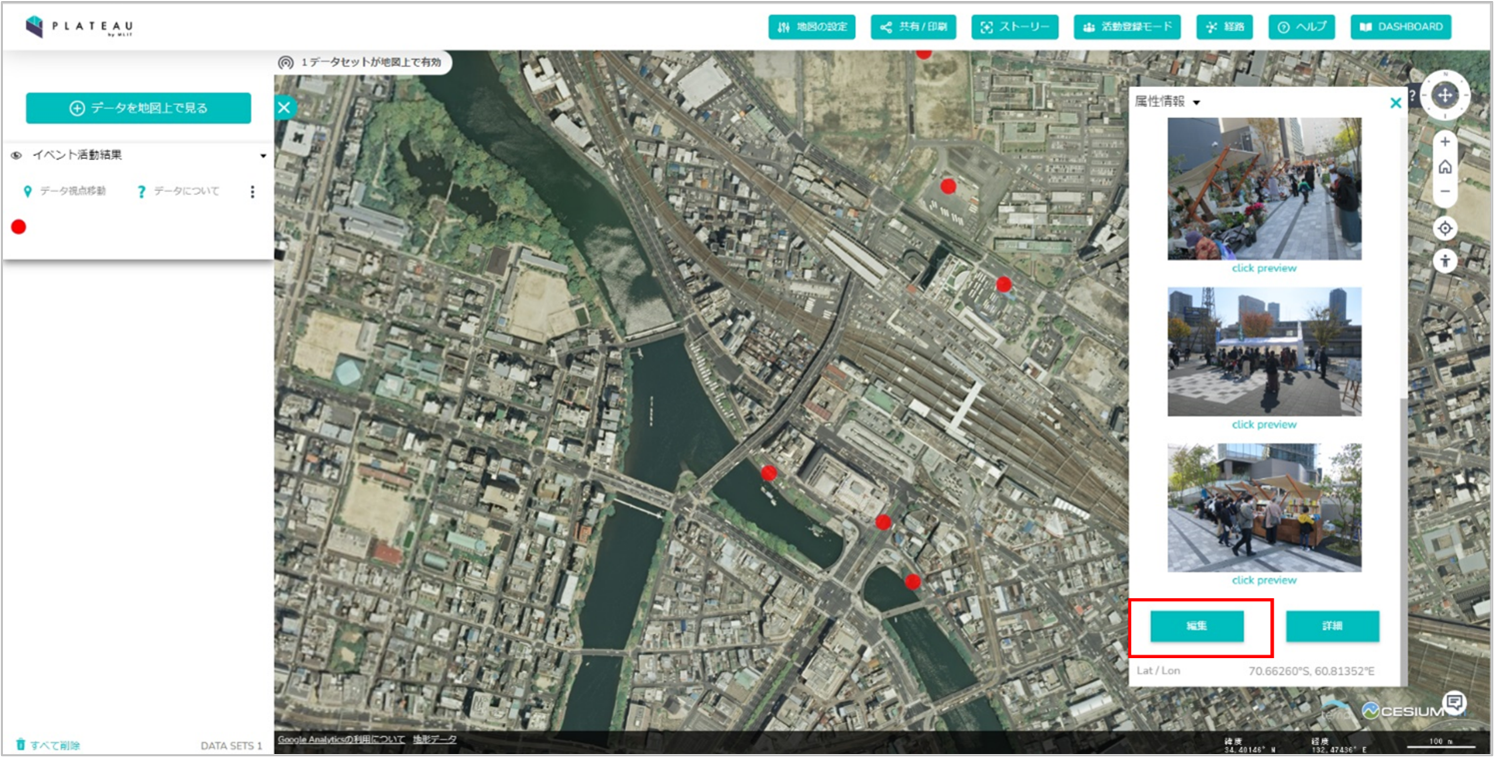 PLATEAU
by MLIT
地図の設定
共有/印刷
ストーリー
活動登録モード
経路
ヘルプ
DASHBOARD
1データセットが地図上で有効
データを地図上で見る
イベント活動結果
データ視点移動
データについて
属性情報
click preview
click preview
click preview
編集
詳細
Lat / Lon
70.66260°S, 60.81352°E
CESIUM
すべて削除
DATA SETS 1
Google Analyticsの利用について
地形データ
緯度
34.40146° N
経度
132.47436° E
100 m